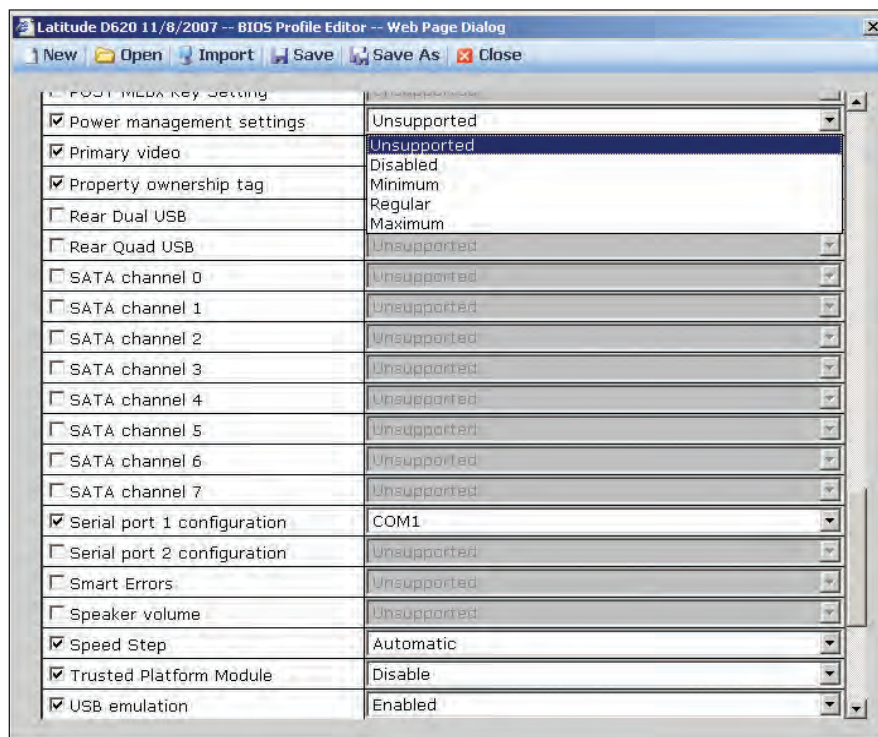 Latitude D620 11/8/2007 -- BIOS Profile Editor -- Web Page Dialog
New Open Import Save Save As Close
POST MEBx Key Setting
Power management settings Unsupported
Unsupported
Disabled
Minimum
Regular
Maximum
Primary video
Property ownership tag
Rear Dual USB
Rear Quad USB Unsupported
SATA channel 0 Unsupported
SATA channel 1 Unsupported
SATA channel 2 Unsupported
SATA channel 3 Unsupported
SATA channel 4 Unsupported
SATA channel 5 Unsupported
SATA channel 6 Unsupported
SATA channel 7 Unsupported
Serial port 1 configuration COM1
Serial port 2 configuration Unsupported
Smart Errors Unsupported
Speaker volume Unsupported
Speed Step Automatic
Trusted Platform Module Disable
USB emulation Enabled